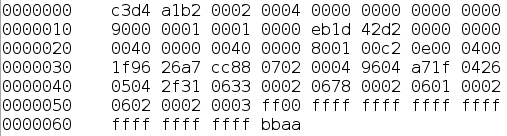 0000000 c3d4 a1b2 0002 0004 0000 0000 0000 0000
0000010 9000 0001 0001 0000 eb1d 42d2 0000 0000
0000020 0040 0000 0040 0000 8001 00c2 0e00 0400
0000030 1f96 26a7 cc88 0702 0004 9604 a71f 0426
0000040 0504 2f31 0633 0002 0678 0002 0601 0002
0000050 0602 0002 0003 ff00 ffff ffff ffff ffff
0000060 ffff ffff ffff bbaa